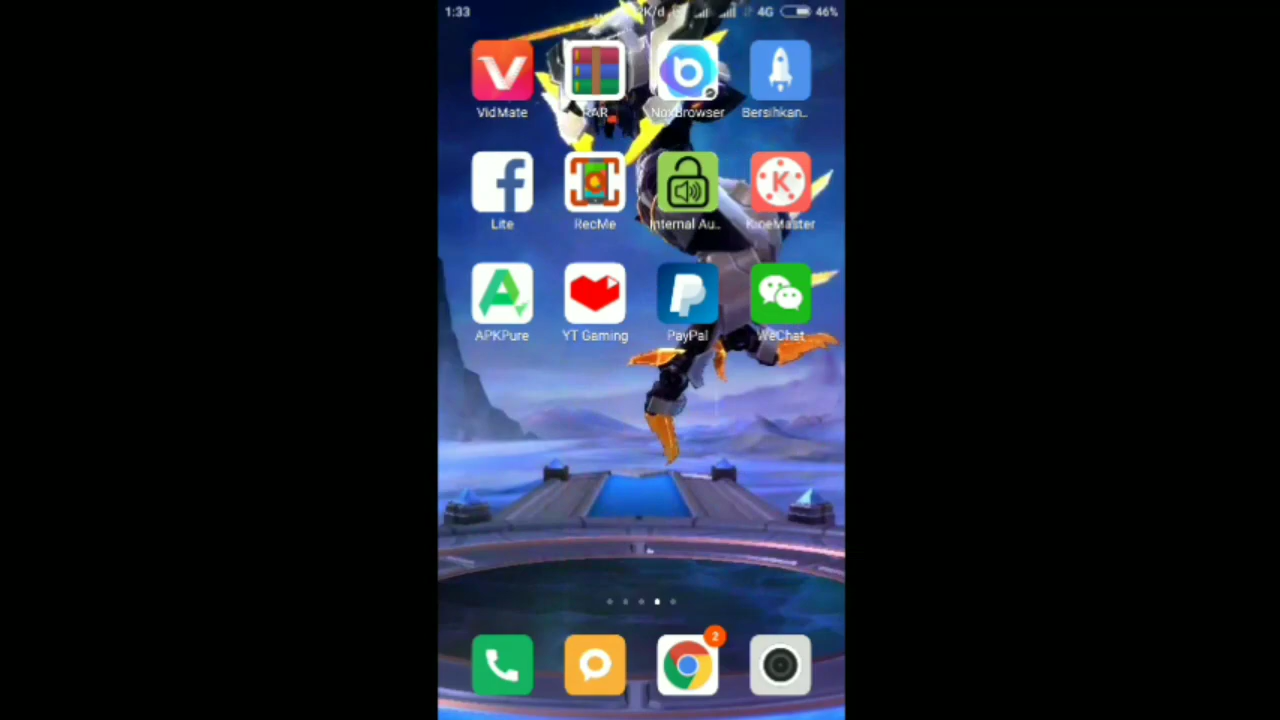 1:33 K/d 4G 46%
VidMate RAR NoxBrowser Bersihkan..
Lite RecMe Internal Au.. KineMaster
K
APKPure YT Gaming PayPal WeChat
2